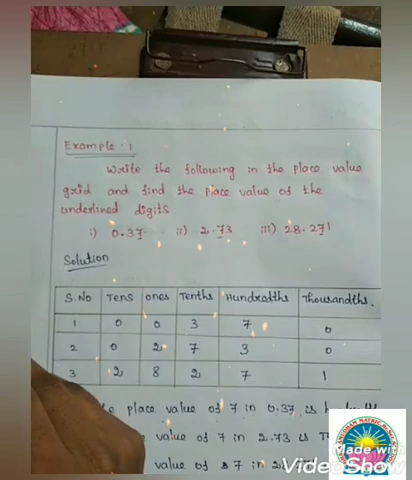 Example : 1
Write the following in the place value
grid and find the place value of the
underlined digits
i) 0.37 ii) 2.73 iii) 28.271
Solution
S.No Tens Ones Tenths Hundredths Thousandths.
1 0 0 3 7 0
2 0 2 7 3 0
3 2 8 2 7 1
place value of 7 in 0.37 is
value of 7 in 2.73 is
value of 7 in
Made with
VideoShow